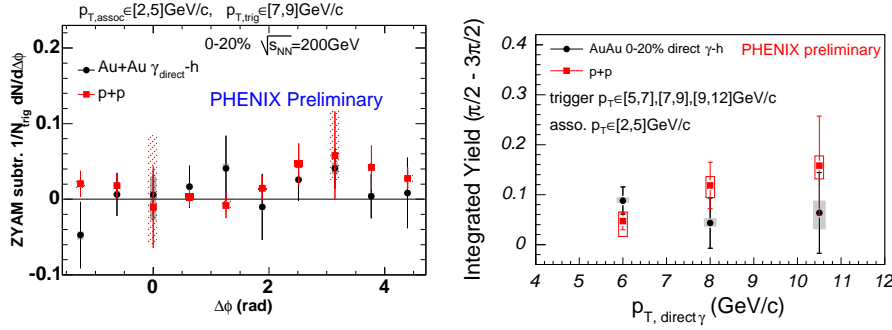 p_T,assoc∈[2,5]GeV/c, p_T,trig∈[7,9]GeV/c
0-20% √s_NN=200GeV
Au+Au γ_direct-h
p+p
PHENIX Preliminary
ZYAM subtr. 1/N_trig dN/dΔϕ
0.2
0.1
0
-0.1
0 2 4
Δϕ (rad)
AuAu 0-20% direct γ-h
PHENIX preliminary
p+p
trigger p_T∈[5,7],[7,9],[9,12]GeV/c
asso. p_T∈[2,5]GeV/c
Integrated Yield (π/2 - 3π/2)
0.4
0.3
0.2
0.1
0
4 5 6 7 8 9 10 11 12
p_T, direct γ (GeV/c)